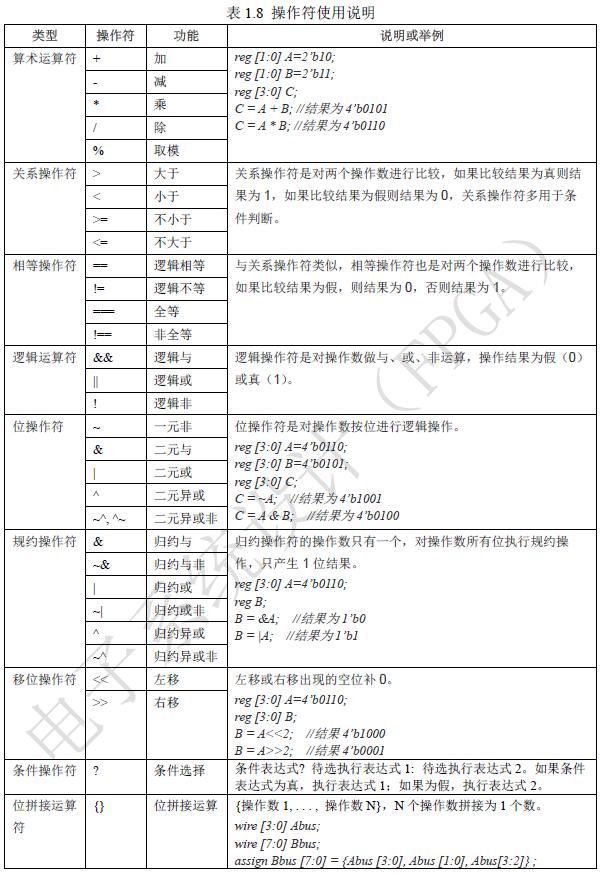 表 1.8 操作符使用说明
类型 操作符 功能 说明或举例
算术运算符 + 加 reg [1:0] A=2’b10;
- 减 reg [1:0] B=2’b11;
* 乘 reg [3:0] C;
/ 除 C = A + B; //结果为 4’b0101
% 取模 C = A * B; //结果为 4’b0110
关系操作符 > 大于 关系操作符是对两个操作数进行比较，如果比较结果为真则结
< 小于 果为 1，如果比较结果为假则结果为 0，关系操作符多用于条
>= 不小于 件判断。
<= 不大于
相等操作符 == 逻辑相等 与关系操作符类似，相等操作符也是对两个操作数进行比较，
!= 逻辑不等 如果比较结果为假，则结果为 0，否则结果为 1。
=== 全等
!== 非全等
逻辑运算符 && 逻辑与 逻辑操作符是对操作数做与、或、非运算，操作结果为假（0）
|| 逻辑或 或真（1）。
! 逻辑非
位操作符 ~ 一元非 位操作符是对操作数按位进行逻辑操作。
& 二元与 reg [3:0] A=4’b0110;
| 二元或 reg [3:0] B=4’b0101;
^ 二元异或 reg [3:0] C;
~^, ^~ 二元异或非 C = ~A; //结果为 4’b1001
C = A & B; //结果为 4’b0100
规约操作符 & 归约与 归约操作符的操作数只有一个，对操作数所有位执行规约操
~& 归约与非 作，只产生 1 位结果。
| 归约或 reg [3:0] A=4’b0110;
~| 归约或非 reg B;
^ 归约异或 B = &A; //结果为 1’b0
~^ 归约异或非 B = |A; //结果为 1’b1
移位操作符 << 左移 左移或右移出现的空位补 0。
>> 右移 reg [3:0] A=4’b0110;
reg [3:0] B;
B = A<<2; //结果 4’b1000
B = A>>2; //结果 4’b0001
条件操作符 ? 条件选择 条件表达式? 待选执行表达式 1: 待选执行表达式 2。如果条件
表达式为真，执行表达式 1；如果为假，执行表达式 2。
位拼接运算 {} 位拼接运算 {操作数 1, . . . , 操作数 N}，N 个操作数拼接为 1 个数。
符 wire [3:0] Abus;
wire [7:0] Bbus;
assign Bbus [7:0] = {Abus [3:0], Abus [1:0], Abus[3:2]} ;
电子系统设计（FPGA）